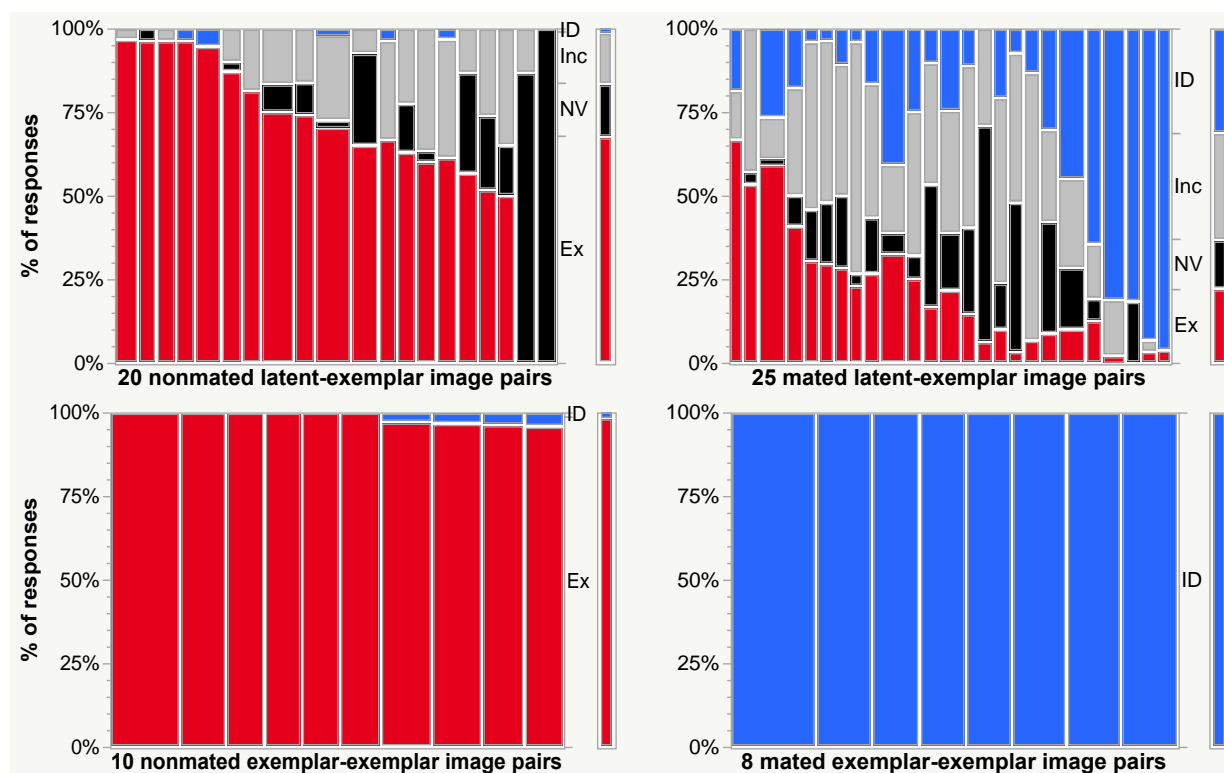 % of responses
100%
75%
50%
25%
0%
ID
Inc
NV
Ex
20 nonmated latent-exemplar image pairs
100%
75%
50%
25%
0%
ID
Inc
NV
Ex
25 mated latent-exemplar image pairs
% of responses
100%
75%
50%
25%
0%
ID
Ex
10 nonmated exemplar-exemplar image pairs
100%
75%
50%
25%
0%
ID
8 mated exemplar-exemplar image pairs